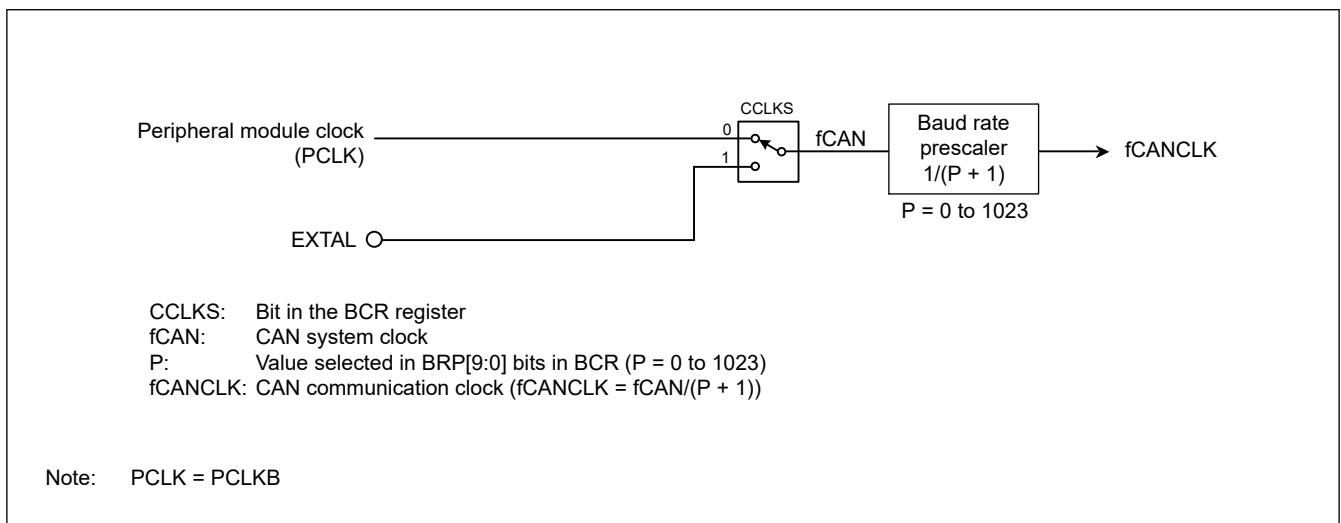 CCLKS
Peripheral module clock
(PCLK)
0
fCAN
Baud rate
prescaler
1/(P + 1)
fCANCLK
1
P = 0 to 1023
EXTAL
CCLKS: Bit in the BCR register
fCAN: CAN system clock
P: Value selected in BRP[9:0] bits in BCR (P = 0 to 1023)
fCANCLK: CAN communication clock (fCANCLK = fCAN/(P + 1))
Note: PCLK = PCLKB